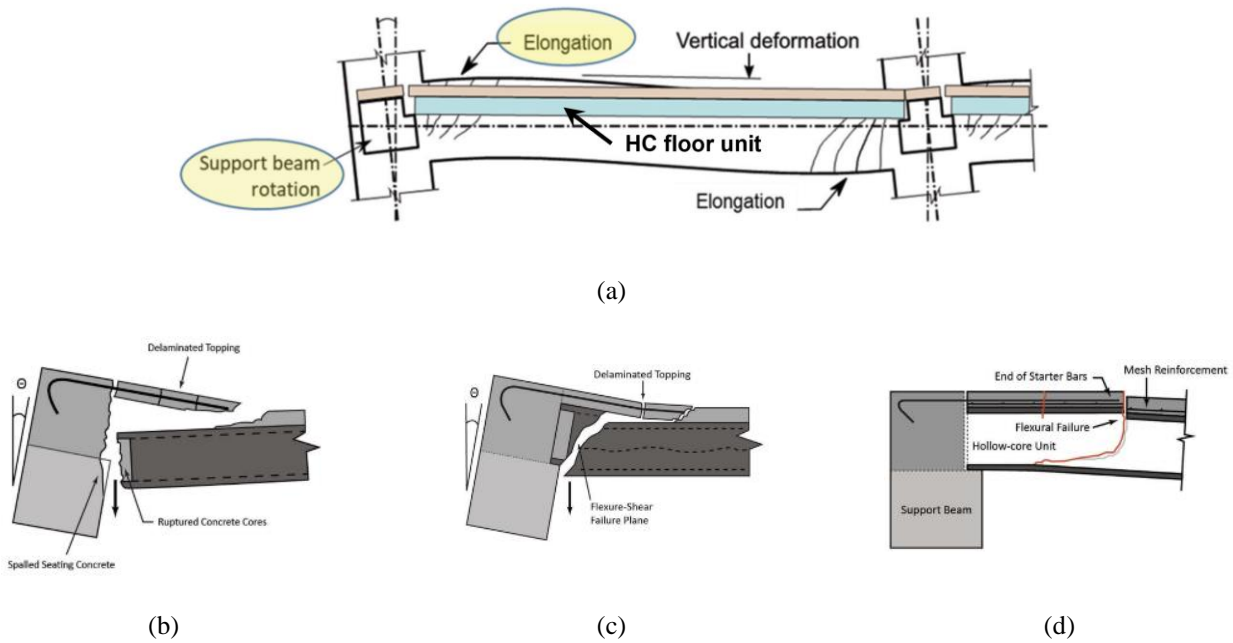 Elongation
Vertical deformation
HC floor unit
Support beam
rotation
Elongation
(a)
Delaminated Topping
Θ
Ruptured Concrete Cores
Spalled Seating Concrete
Delaminated Topping
Θ
Flexure-Shear
Failure Plane
End of Starter Bars
Mesh Reinforcement
Flexural Failure
Hollow-core Unit
Support Beam
(b)
(c)
(d)